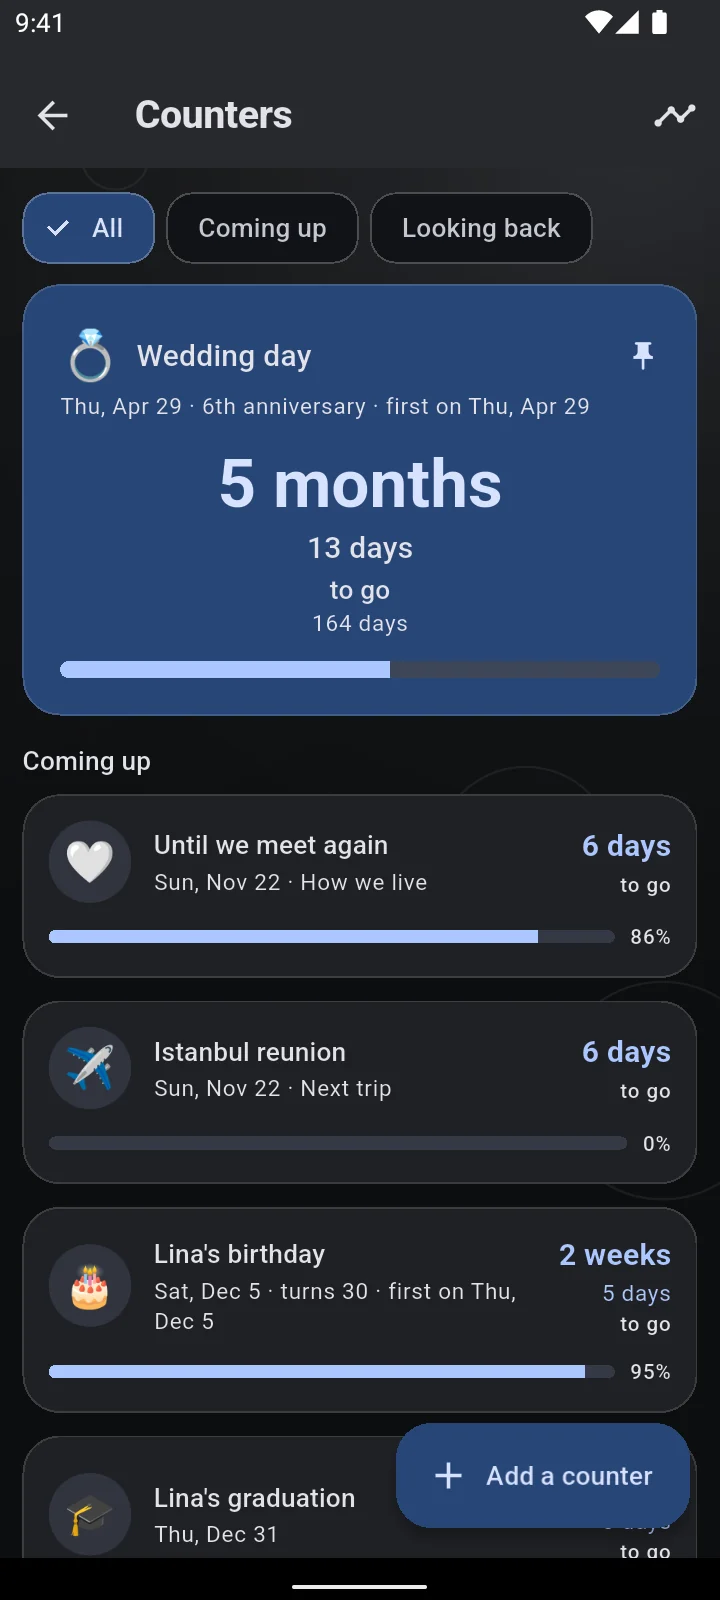 9:41
Counters
All
Coming up
Looking back
Wedding day
Thu, Apr 29 · 6th anniversary · first on Thu, Apr 29
5 months
13 days
to go
164 days
Coming up
Until we meet again
6 days
Sun, Nov 22 · How we live
to go
86%
Istanbul reunion
6 days
Sun, Nov 22 · Next trip
to go
0%
Lina's birthday
2 weeks
Sat, Dec 5 · turns 30 · first on Thu,
Dec 5
5 days
to go
95%
Add a counter
Lina's graduation
Thu, Dec 31
days
to go